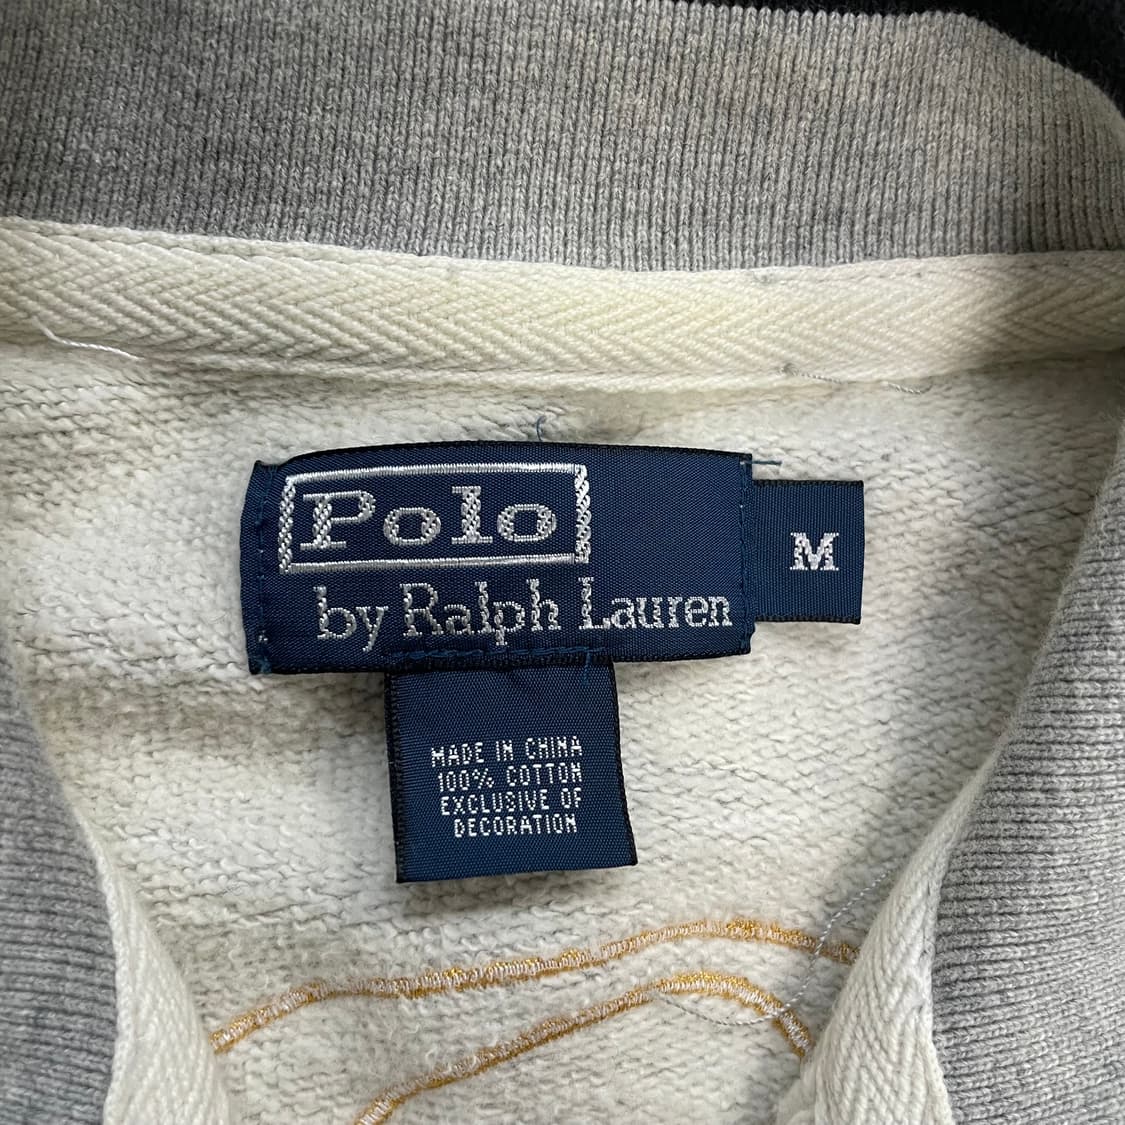 Polo
by Ralph Lauren
M
MADE IN CHINA
100% COTTON
EXCLUSIVE OF
DECORATION